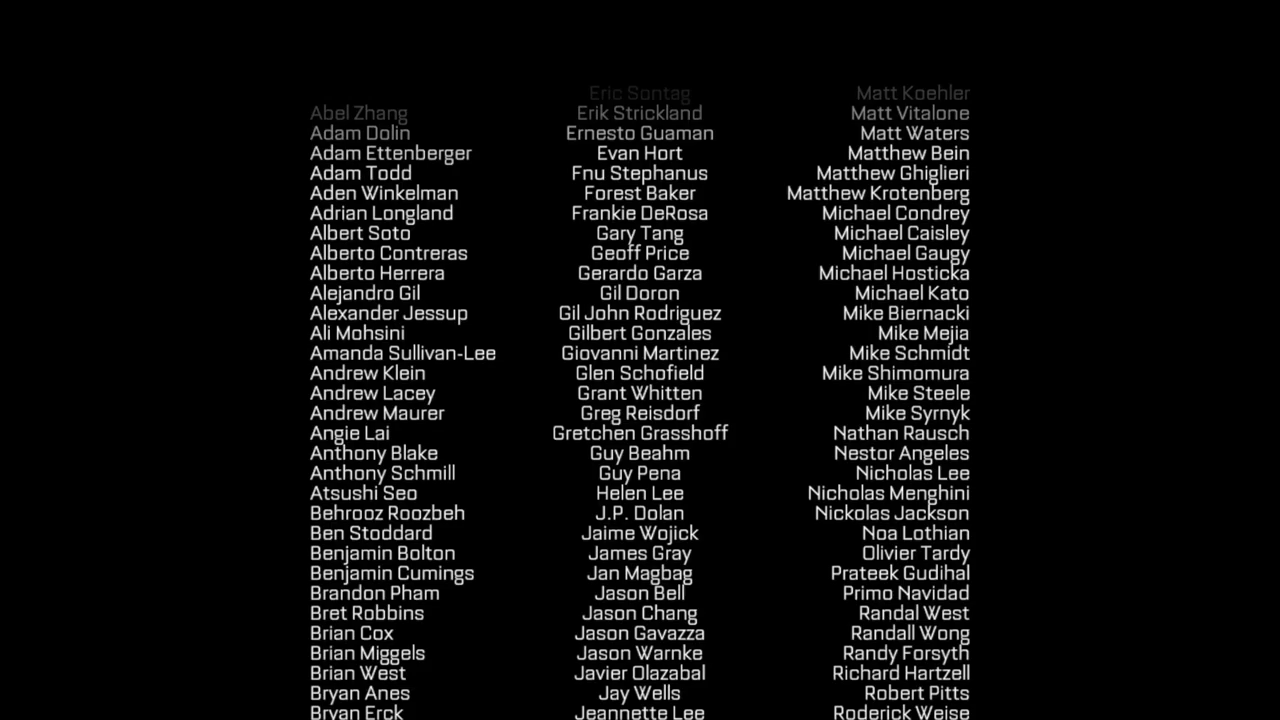 Eric Sontag Matt Koehler
Abel Zhang Erik Strickland Matt Vitalone
Adam Dolin Ernesto Guaman Matt Waters
Adam Ettenberger Evan Hort Matthew Bein
Adam Todd Fnu Stephanus Matthew Ghiglieri
Aden Winkelman Forest Baker Matthew Krotenberg
Adrian Longland Frankie DeRosa Michael Condrey
Albert Soto Gary Tang Michael Caisley
Alberto Contreras Geoff Price Michael Gaugy
Alberto Herrera Gerardo Garza Michael Hosticka
Alejandro Gil Gil Doron Michael Kato
Alexander Jessup Gil John Rodriguez Mike Biernacki
Ali Mohsini Gilbert Gonzales Mike Mejia
Amanda Sullivan-Lee Giovanni Martinez Mike Schmidt
Andrew Klein Glen Schofield Mike Shimomura
Andrew Lacey Grant Whitten Mike Steele
Andrew Maurer Greg Reisdorf Mike Syrnyk
Angie Lai Gretchen Grasshoff Nathan Rausch
Anthony Blake Guy Beahm Nestor Angeles
Anthony Schmill Guy Pena Nicholas Lee
Atsushi Seo Helen Lee Nicholas Menghini
Behrooz Roozbeh J.P. Dolan Nickolas Jackson
Ben Stoddard Jaime Wojick Noa Lothian
Benjamin Bolton James Gray Olivier Tardy
Benjamin Cumings Jan Magbag Prateek Gudihal
Brandon Pham Jason Bell Primo Navidad
Bret Robbins Jason Chang Randal West
Brian Cox Jason Gavazza Randall Wong
Brian Miggels Jason Warnke Randy Forsyth
Brian West Javier Olazabal Richard Hartzell
Bryan Anes Jay Wells Robert Pitts
Bryan Erck Jeannette Lee Roderick Weise